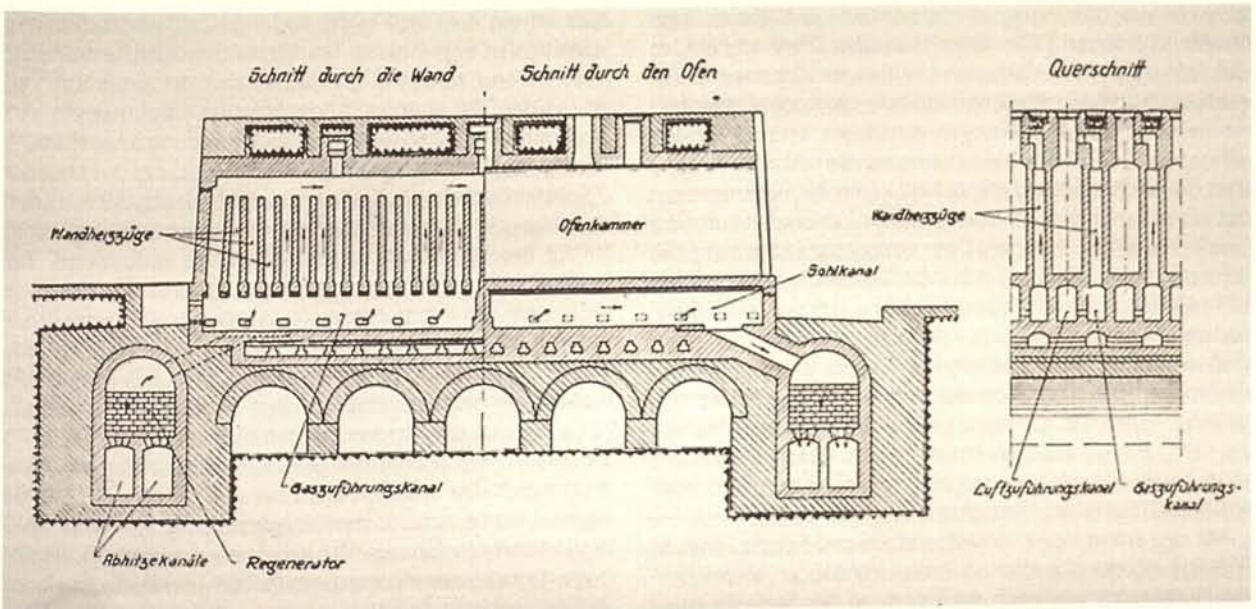 Schnitt durch die Wand
Schnitt durch den Ofen
Querschnitt
Wandheizzüge
Ofenkammer
Sohlkanal
Wandheizzüge
Gaszuführungskanal
Luftzuführungskanal
Gaszuführungs-
kanal
Abhitzekanäle
Regenerator